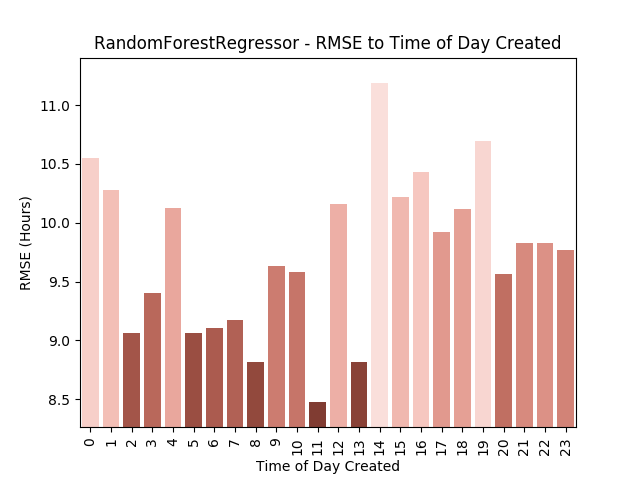 RandomForestRegressor - RMSE to Time of Day Created
11.0
10.5
10.0
9.5
9.0
8.5
RMSE (Hours)
0 1 2 3 4 5 6 7 8 9 10 11 12 13 14 15 16 17 18 19 20 21 22 23
Time of Day Created